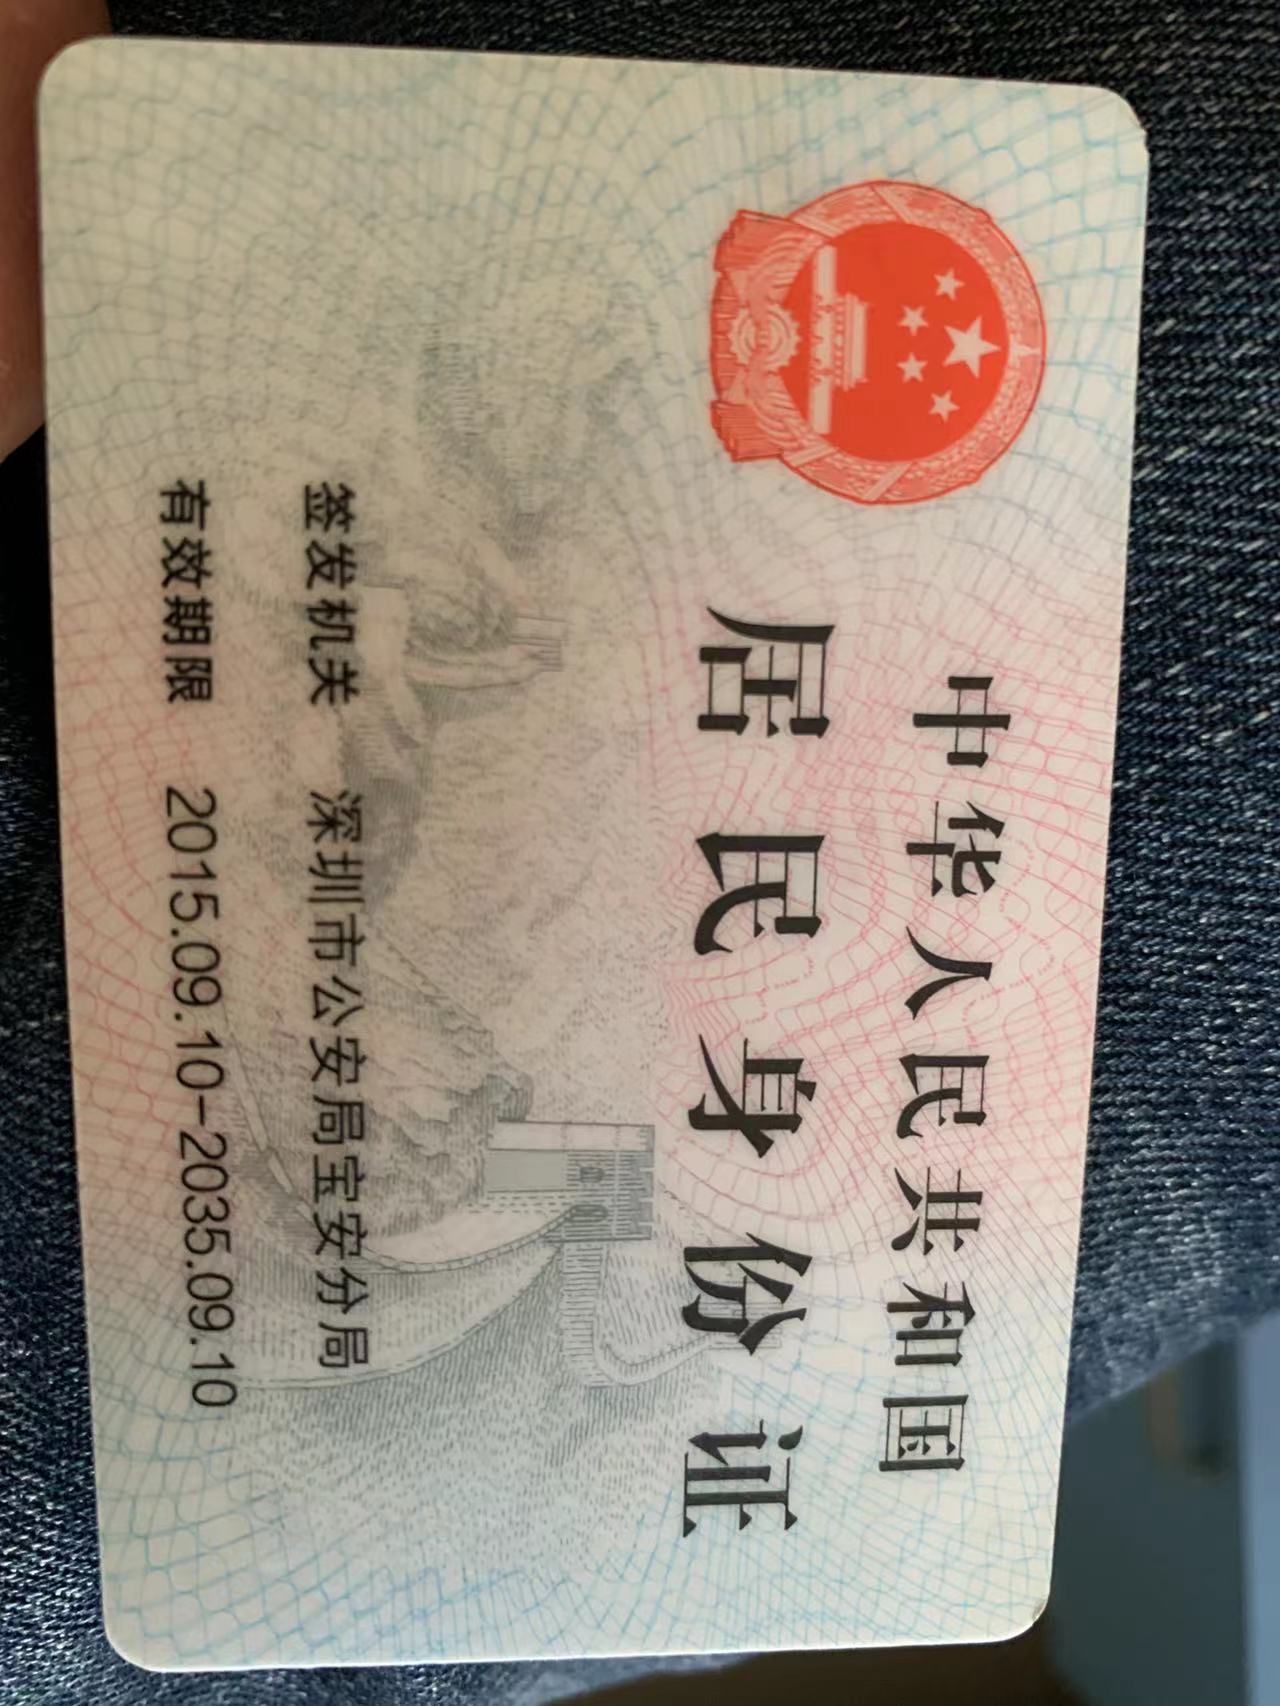 中华人民共和国
居民身份证
签发机关 深圳市公安局宝安分局
有效期限 2015.09.10-2035.09.10